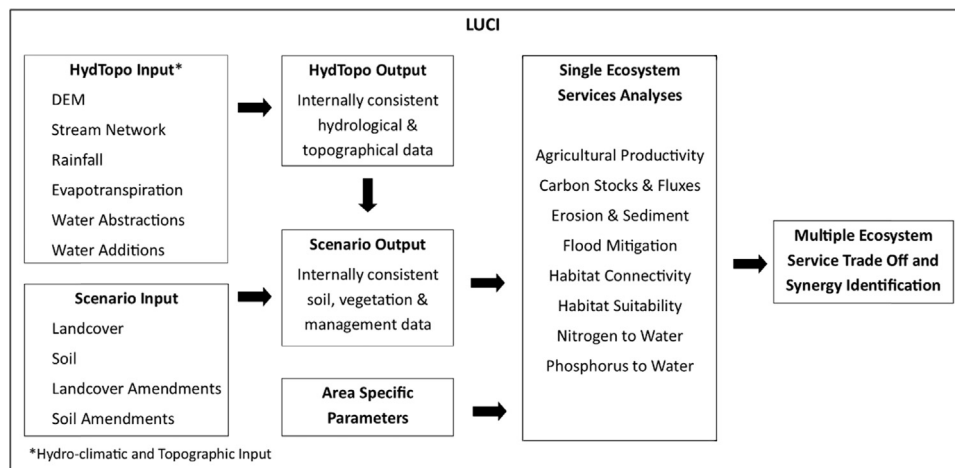 LUCI
HydTopo Input*
DEM
Stream Network
Rainfall
Evapotranspiration
Water Abstractions
Water Additions
Scenario Input
Landcover
Soil
Landcover Amendments
Soil Amendments
*Hydro-climatic and Topographic Input
HydTopo Output
Internally consistent
hydrological &
topographical data
Scenario Output
Internally consistent
soil, vegetation &
management data
Area Specific
Parameters
Single Ecosystem
Services Analyses
Agricultural Productivity
Carbon Stocks & Fluxes
Erosion & Sediment
Flood Mitigation
Habitat Connectivity
Habitat Suitability
Nitrogen to Water
Phosphorus to Water
Multiple Ecosystem
Service Trade Off and
Synergy Identification